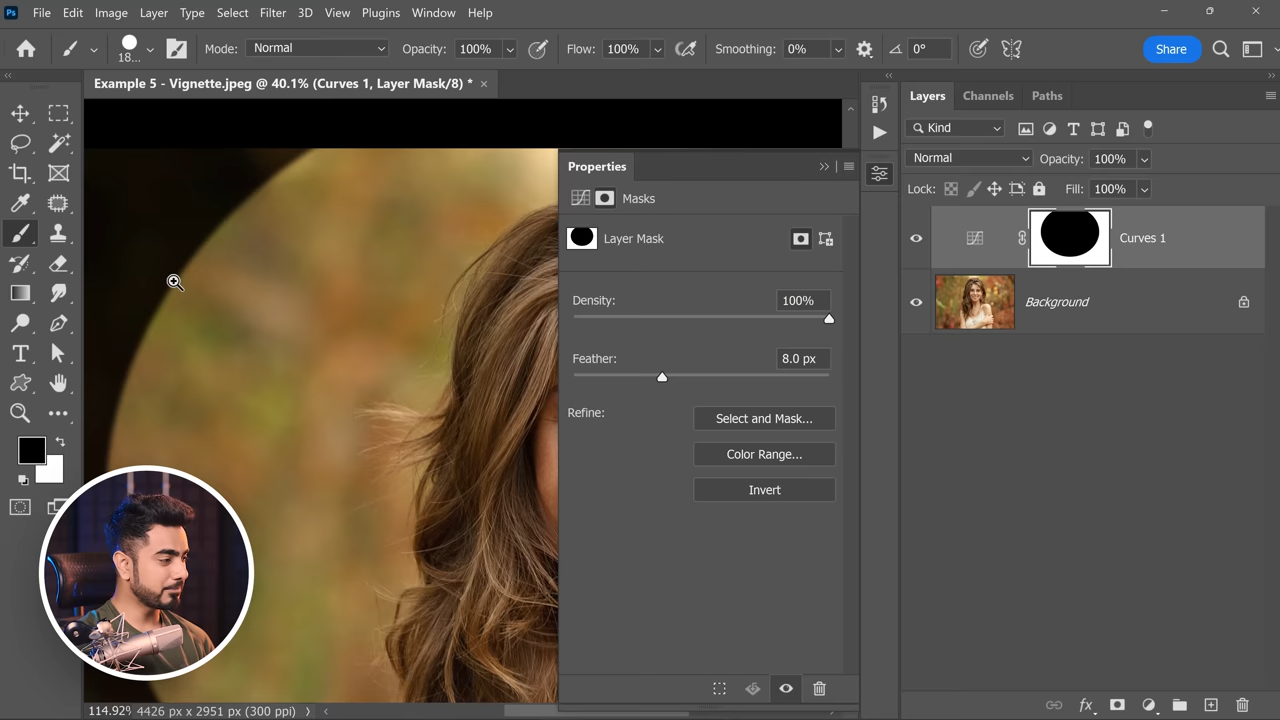 Ps File Edit Image Layer Type Select Filter 3D View Plugins Window Help
18... Mode: Normal Opacity: 100% Flow: 100% Smoothing: 0% 0° Share
Example 5 - Vignette.jpeg @ 40.1% (Curves 1, Layer Mask/8) *
Layers Channels Paths
Kind
Normal Opacity: 100%
Lock: Fill: 100%
Curves 1
Background
Properties
Masks
Layer Mask
Density: 100%
Feather: 8.0 px
Refine: Select and Mask...
Color Range...
Invert
114.92% 4426 px x 2951 px (300 ppi)